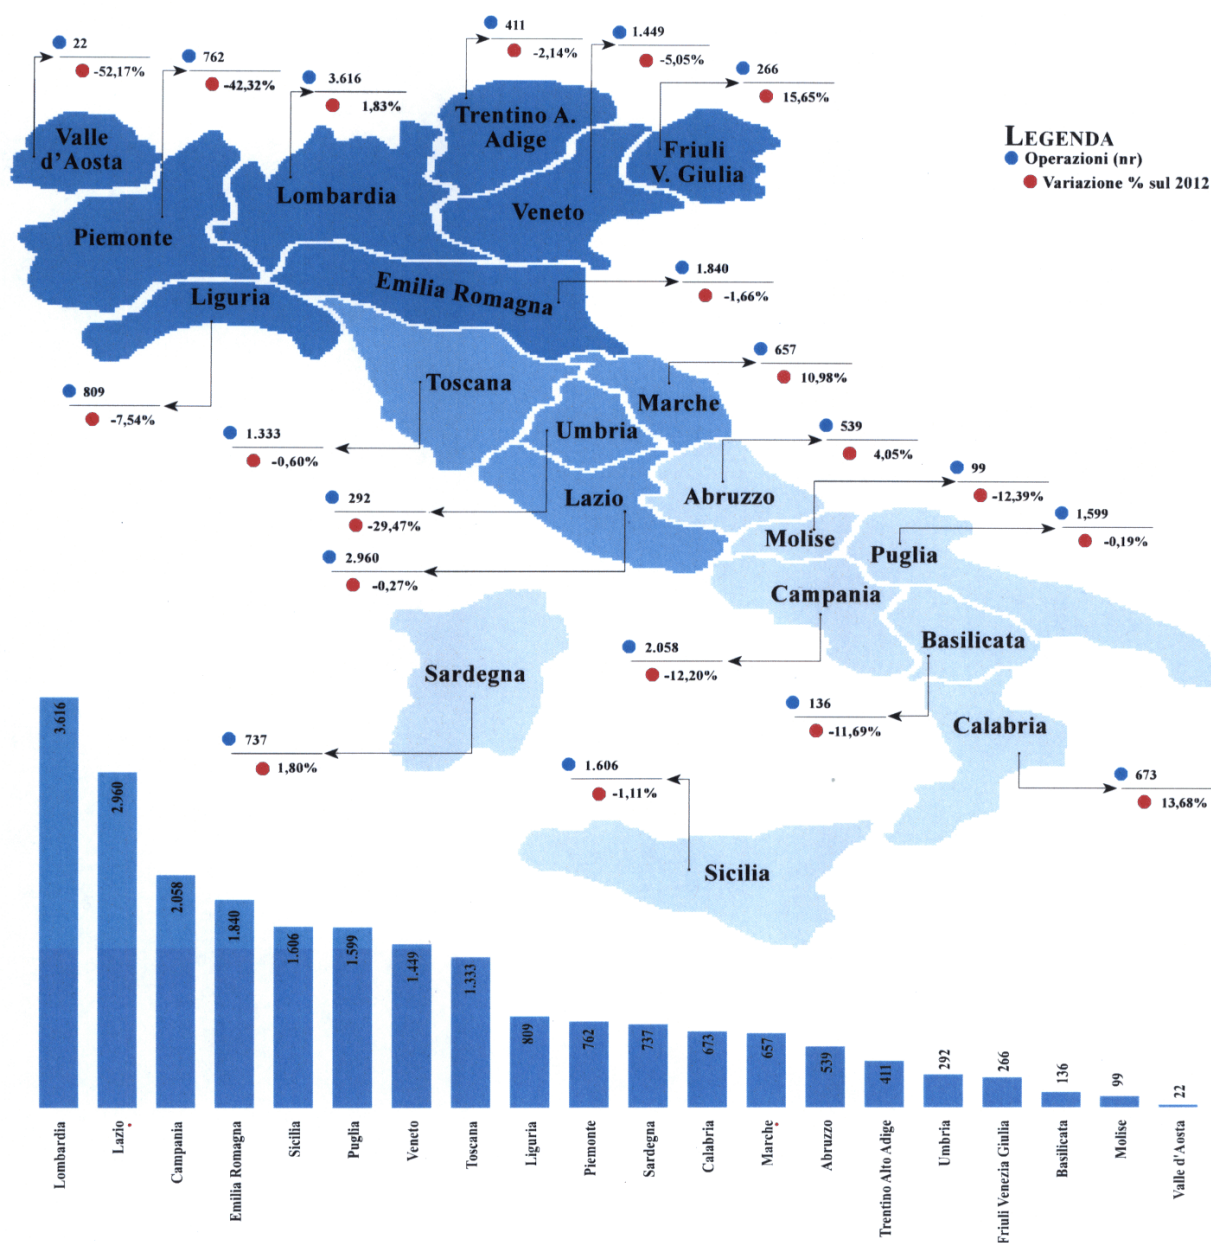 22
-52,17%
762
-42,32%
3.616
1,83%
411
-2,14%
1.449
-5,05%
266
15,65%
LEGENDA
Operazioni (nr)
Variazione % sul 2012
Valle
d'Aosta
Piemonte
Lombardia
Trentino A.
Adige
Veneto
Friuli
V. Giulia
Liguria
Emilia Romagna
1.840
-1,66%
657
10,98%
809
-7,54%
Toscana
Marche
1.333
-0,60%
Umbria
539
4,05%
292
-29,47%
Lazio
Abruzzo
99
-12,39%
1,599
-0,19%
Molise
Puglia
2.960
-0,27%
Campania
Basilicata
2.058
-12,20%
Sardegna
136
-11,69%
Calabria
737
1,80%
1.606
-1,11%
673
13,68%
Sicilia
3.616
2.960
2.058
1.840
1.606
1.599
1.449
1.333
809
762
737
673
657
539
411
292
266
136
99
22
Lombardia
Lazio
Campania
Emilia Romagna
Sicilia
Puglia
Veneto
Toscana
Liguria
Piemonte
Sardegna
Calabria
Marche
Abruzzo
Trentino Alto Adige
Umbria
Friuli Venezia Giulia
Basilicata
Molise
Valle d'Aosta